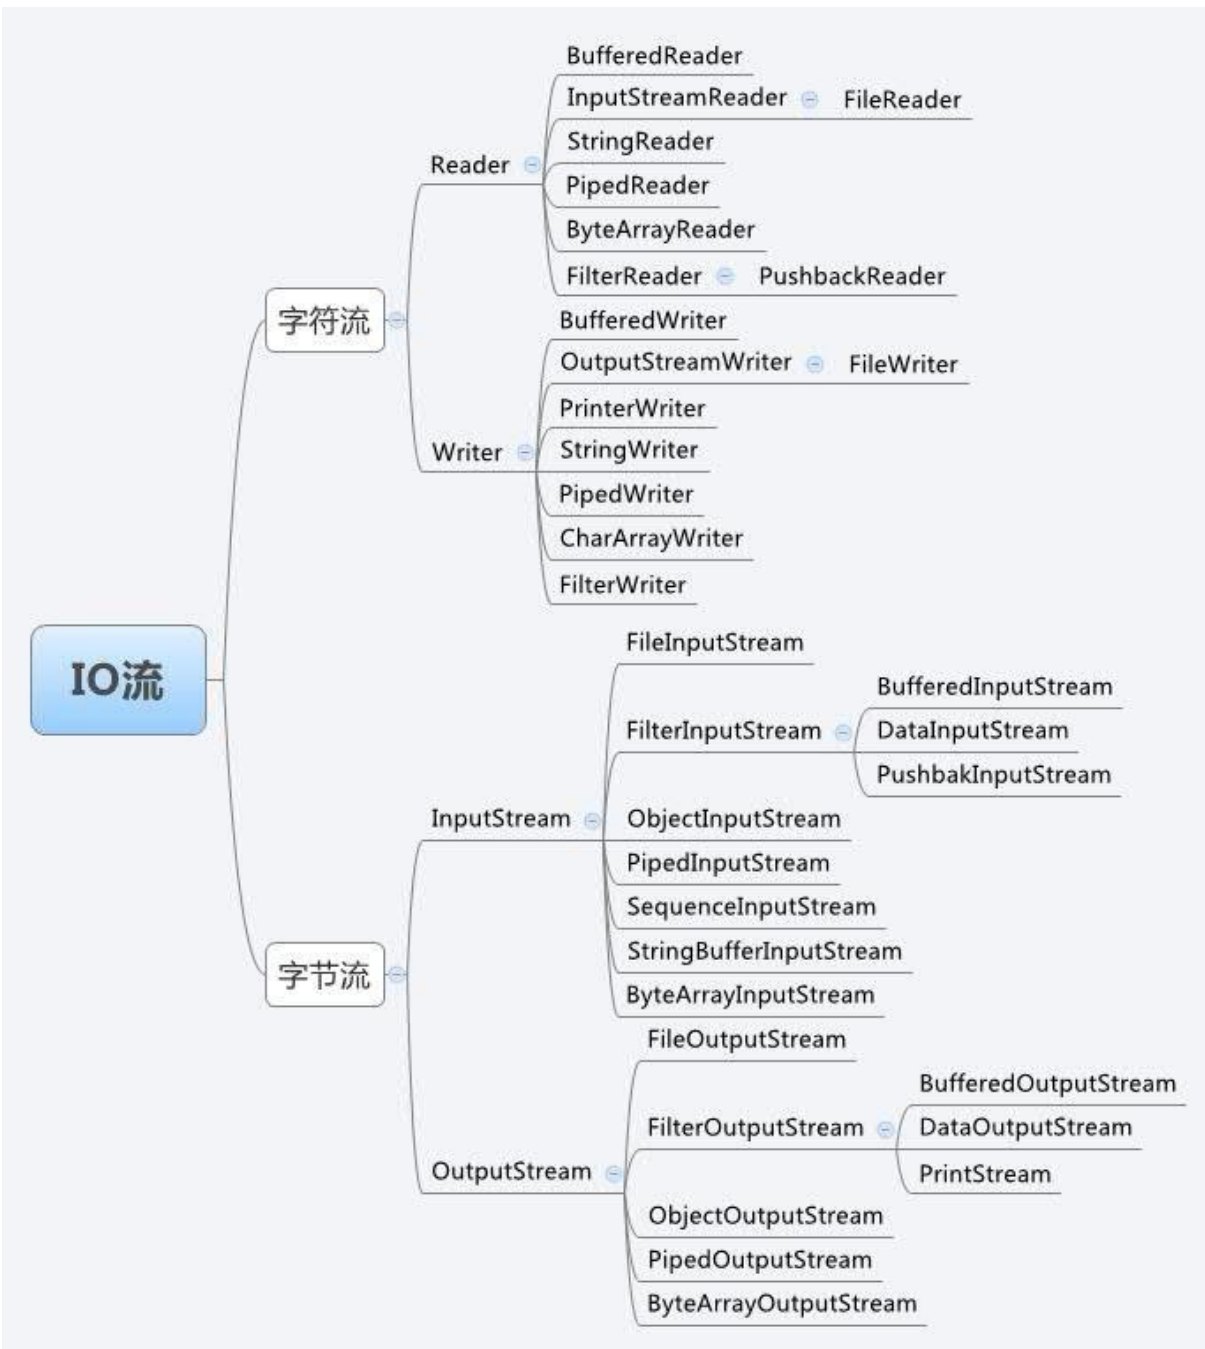 IO流
字符流
Reader
BufferedReader
InputStreamReader
FileReader
StringReader
PipedReader
ByteArrayReader
FilterReader
PushbackReader
Writer
BufferedWriter
OutputStreamWriter
FileWriter
PrinterWriter
StringWriter
PipedWriter
CharArrayWriter
FilterWriter
字节流
InputStream
FileInputStream
FilterInputStream
BufferedInputStream
DataInputStream
PushbakInputStream
ObjectInputStream
PipedInputStream
SequenceInputStream
StringBufferInputStream
ByteArrayInputStream
OutputStream
FileOutputStream
FilterOutputStream
BufferedOutputStream
DataOutputStream
PrintStream
ObjectOutputStream
PipedOutputStream
ByteArrayOutputStream